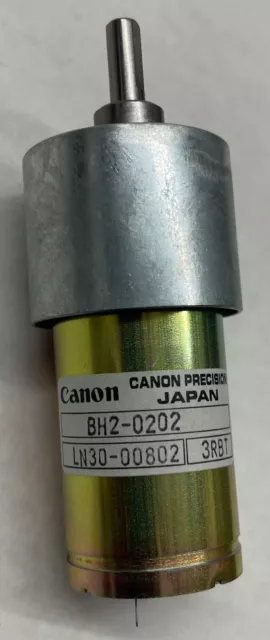 Canon CANON PRECISION
JAPAN
BH2-0202
LN30-00802 3RBT